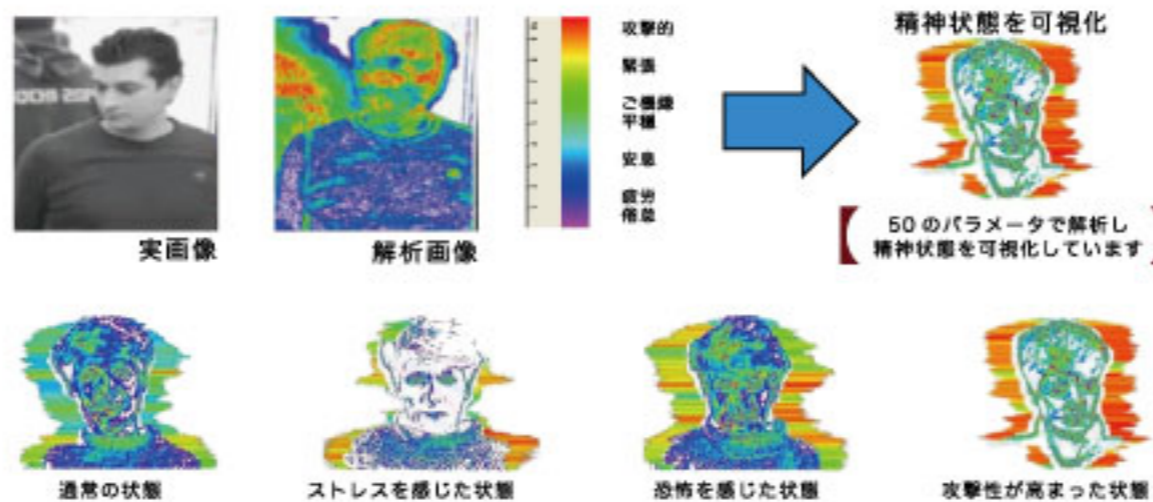 攻撃的
緊張
ご機嫌
平穏
安息
疲労
倦怠
精神状態を可視化
実画像
解析画像
50のパラメータで解析し
精神状態を可視化しています
通常の状態
ストレスを感じた状態
恐怖を感じた状態
攻撃性が高まった状態